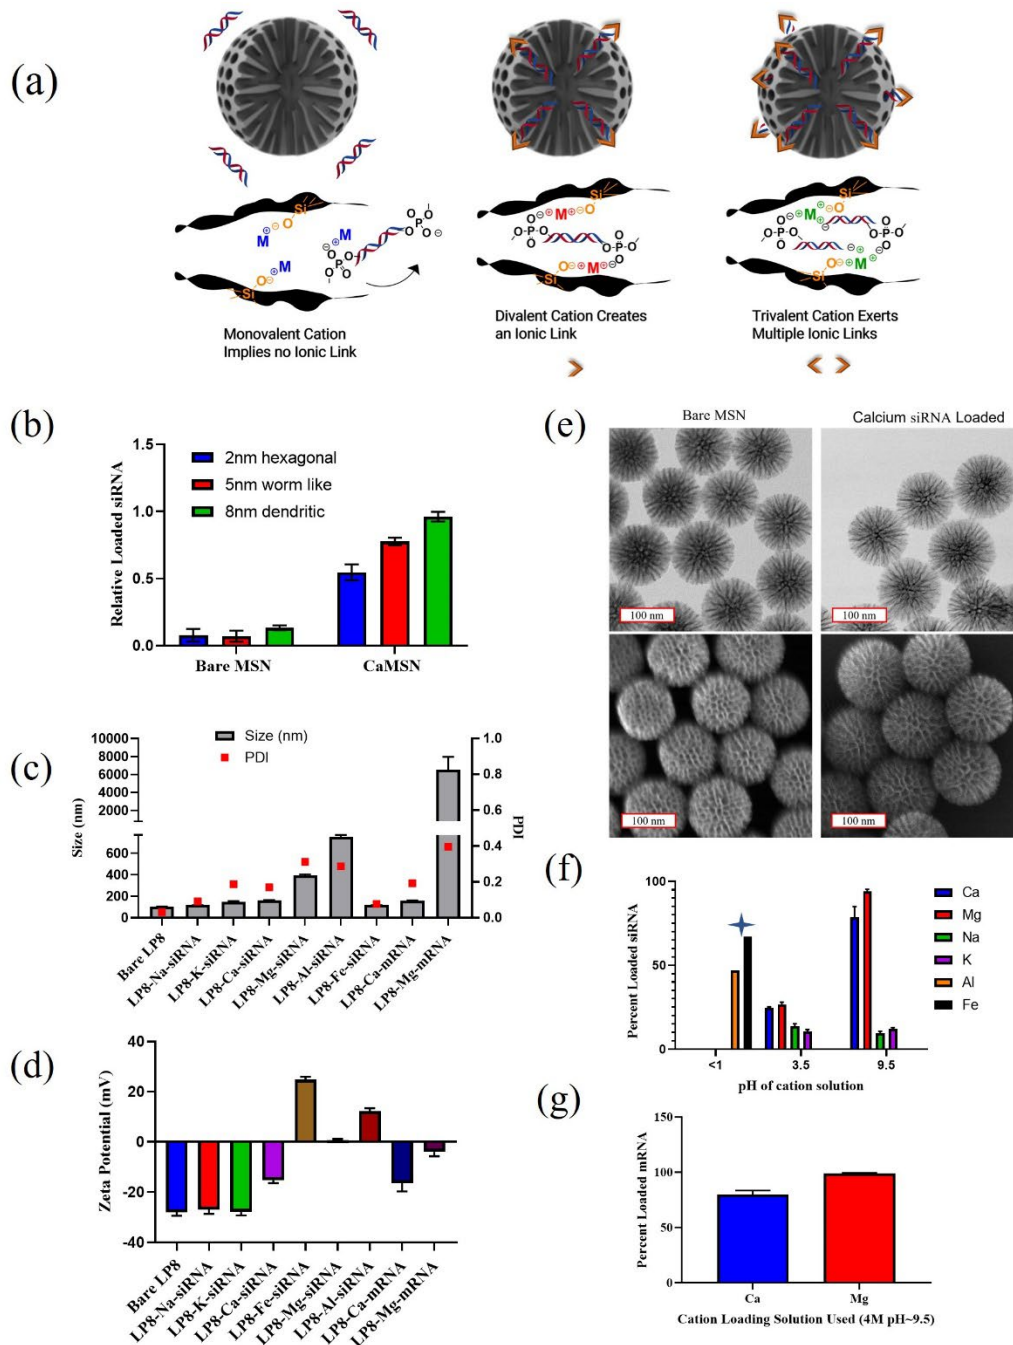 (a)
Si
O
⊖
M
⊕
M
⊕
O
⊖
Si
M
⊕
⊖
O
O-P
O
O
O-P-O
O
⊖
Monovalent Cation
Implies no Ionic Link
Si
⊖⊕M⊕⊖O
O
O-P-O
O
O-P-O
O
O⊖⊕M⊕⊖
Si
Divalent Cation Creates
an Ionic Link
Si
⊖⊕M⊕⊖O
⊕
⊖
O
O-P-O
O
O-P-O
O
⊖
⊕
O⊖⊕M⊕⊖
Si
Trivalent Cation Exerts
Multiple Ionic Links
(b)
Relative Loaded siRNA
1.5
1.0
0.5
0.0
2nm hexagonal
5nm worm like
8nm dendritic
Bare MSN
CaMSN
(c)
Size (nm)
10000
8000
6000
4000
2000
600
400
200
0
Size (nm)
PDI
1.0
0.8
0.6
0.4
0.2
0.0
PDI
Bare LP8
LP8-Na-siRNA
LP8-K-siRNA
LP8-Ca-siRNA
LP8-Mg-siRNA
LP8-Al-siRNA
LP8-Fe-siRNA
LP8-Ca-mRNA
LP8-Mg-mRNA
(d)
Zeta Potential (mV)
40
20
0
-20
-40
Bare LP8
LP8-Na-siRNA
LP8-K-siRNA
LP8-Ca-siRNA
LP8-Fe-siRNA
LP8-Mg-siRNA
LP8-Al-siRNA
LP8-Ca-mRNA
LP8-Mg-mRNA
(e)
Bare MSN
Calcium siRNA Loaded
100 nm
100 nm
100 nm
100 nm
(f)
Percent Loaded siRNA
100
50
0
Ca
Mg
Na
K
Al
Fe
<1
3.5
9.5
pH of cation solution
(g)
Percent Loaded mRNA
150
100
50
0
Ca
Mg
Cation Loading Solution Used (4M pH~9.5)